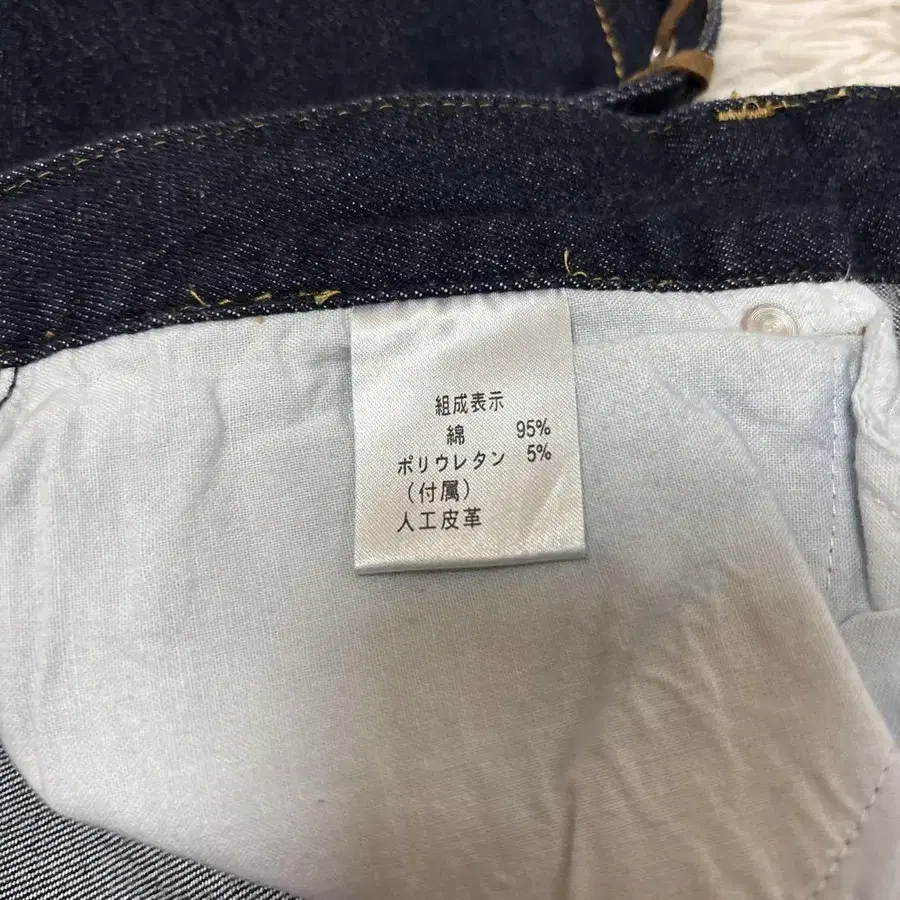 組成表示
綿 95%
ポリウレタン 5%
（付属）
人工皮革